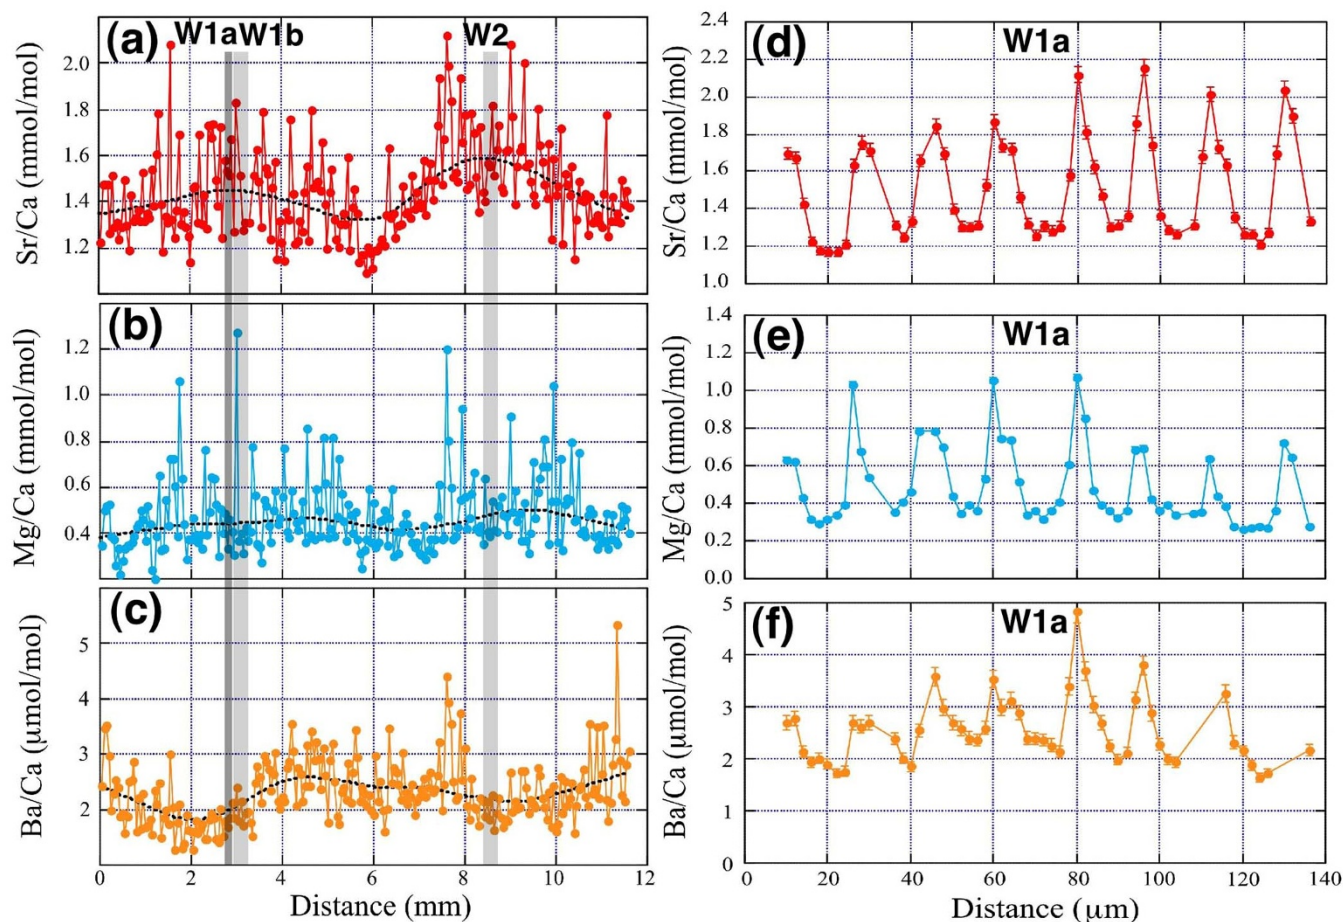 (a)
W1a
W1b
W2
Sr/Ca (mmol/mol)
2.0
1.8
1.6
1.4
1.2
(b)
Mg/Ca (mmol/mol)
1.2
1.0
0.8
0.6
0.4
(c)
Ba/Ca (μmol/mol)
5
4
3
2
0
2
4
6
8
10
12
Distance (mm)
(d)
W1a
Sr/Ca (mmol/mol)
2.4
2.2
2.0
1.8
1.6
1.4
1.2
1.0
(e)
W1a
Mg/Ca (mmol/mol)
1.4
1.2
1.0
0.8
0.6
0.4
0.2
0.0
(f)
W1a
Ba/Ca (μmol/mol)
5
4
3
2
1
0
0
20
40
60
80
100
120
140
Distance (μm)